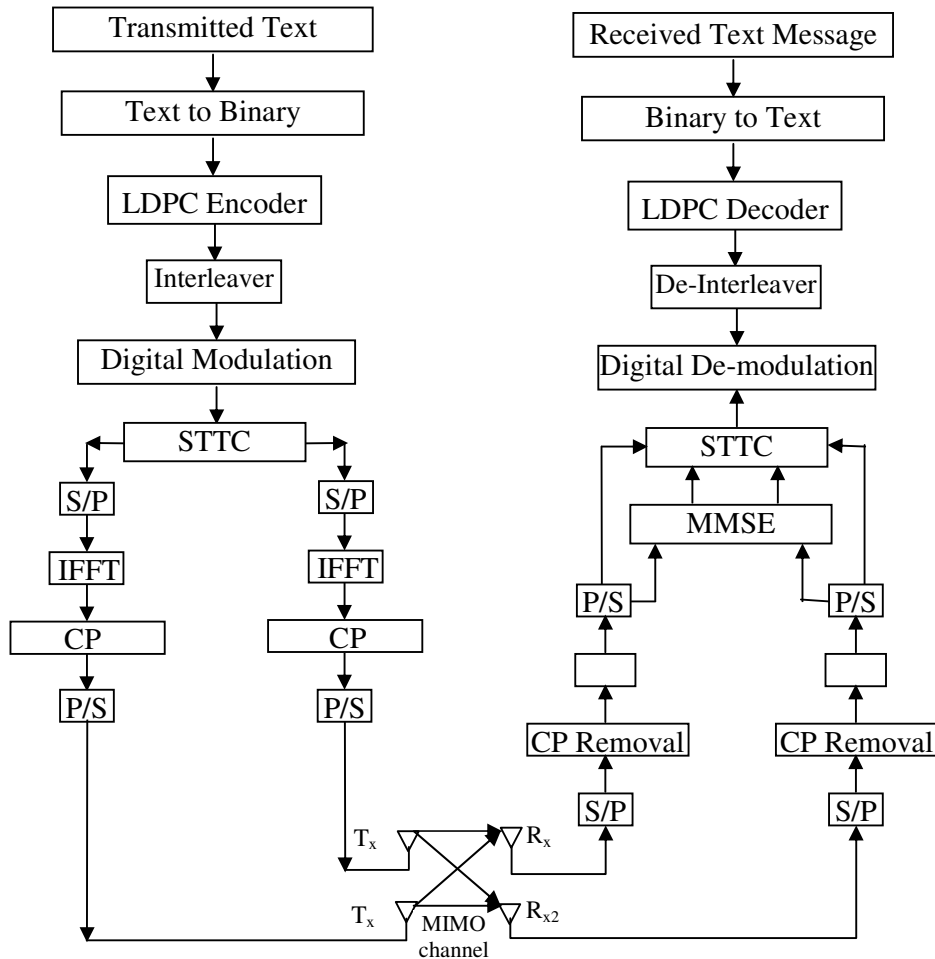 Transmitted Text
Text to Binary
LDPC Encoder
Interleaver
Digital Modulation
STTC
S/P
S/P
IFFT
IFFT
CP
CP
P/S
P/S
Tx
Tx
MIMO
channel
Rx
Rx2
Received Text Message
Binary to Text
LDPC Decoder
De-Interleaver
Digital De-modulation
STTC
MMSE
P/S
P/S
CP Removal
CP Removal
S/P
S/P